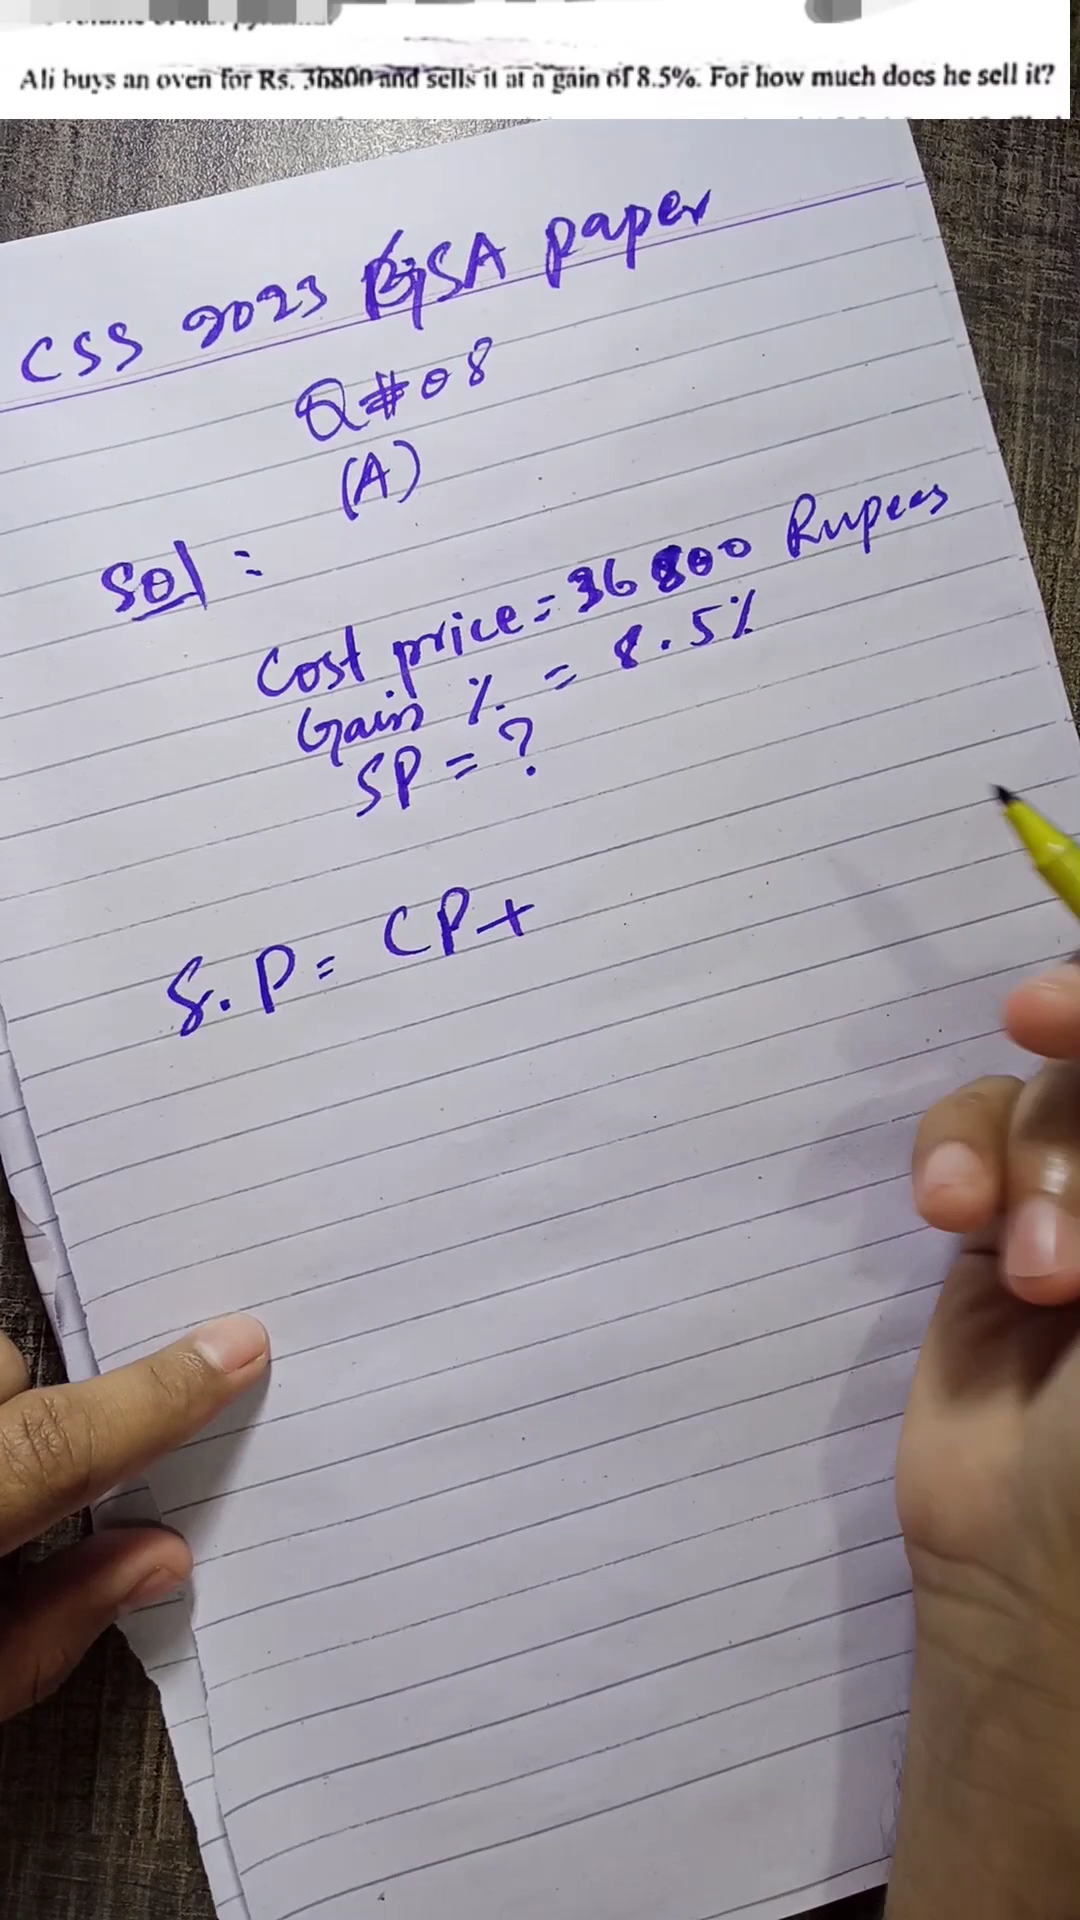 Ali buys an oven for Rs. 36800 and sells it at a gain of 8.5%. For how much does he sell it?
CSS 2023 GSA paper
Q#08
(A)
Sol:
Cost price = 36800 Rupees
Gain % = 8.5%
SP = ?
S.P = CP+